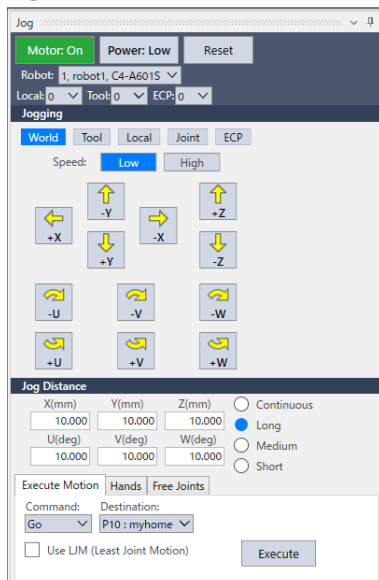 Jog
Motor: On Power: Low Reset
Robot: 1, robot1, C4-A601S
Local: 0 Tool: 0 ECP: 0
Jogging
World Tool Local Joint ECP
Speed: Low High
-Y +Z
+X -X
+Y -Z
-U -V -W
+U +V +W
Jog Distance
X(mm) Y(mm) Z(mm) Continuous
10.000 10.000 10.000 Long
U(deg) V(deg) W(deg) Medium
10.000 10.000 10.000 Short
Execute Motion Hands Free Joints
Command: Destination:
Go P10 : myhome
Use LJM (Least Joint Motion) Execute